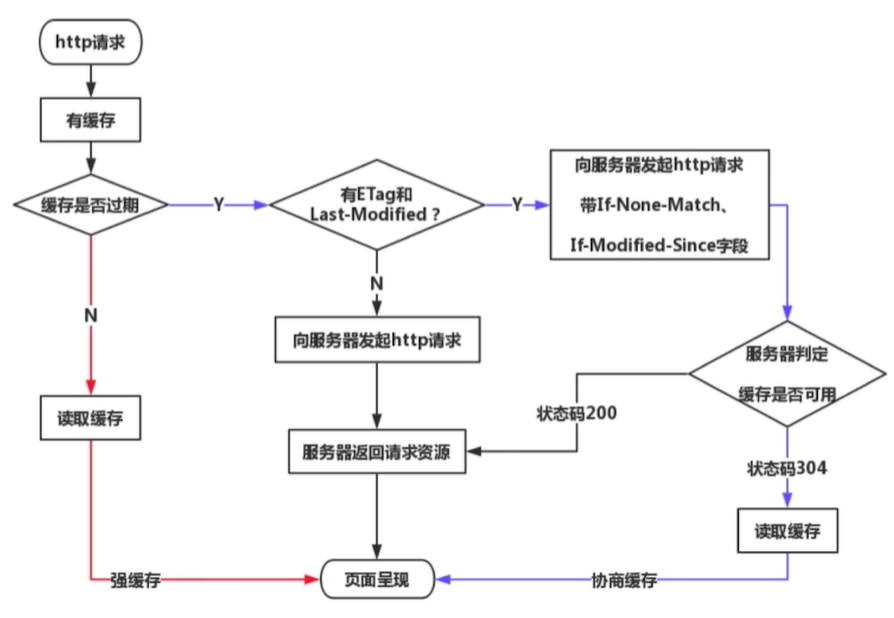 http请求
有缓存
缓存是否过期
Y
有ETag和
Last-Modified？
Y
向服务器发起http请求
带If-None-Match、
If-Modified-Since字段
N
N
向服务器发起http请求
服务器判定
缓存是否可用
读取缓存
状态码200
服务器返回请求资源
状态码304
读取缓存
强缓存
页面呈现
协商缓存